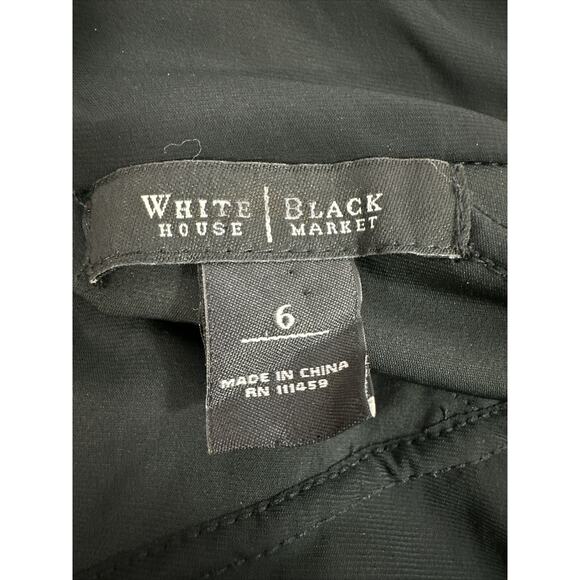 WHITE | BLACK
HOUSE | MARKET
6
MADE IN CHINA
RN 111459